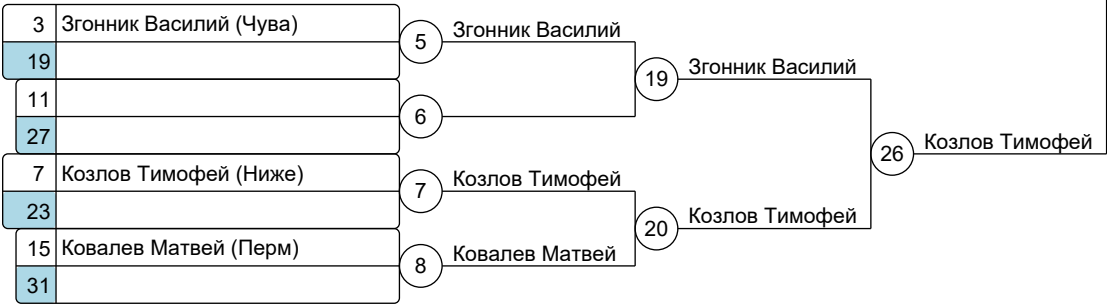 3 Згонник Василий (Чува)
19
5
Згонник Василий
11
27
6
19
Згонник Василий
7 Козлов Тимофей (Ниже)
23
7
Козлов Тимофей
15 Ковалев Матвей (Перм)
31
8
Ковалев Матвей
20
Козлов Тимофей
26
Козлов Тимофей